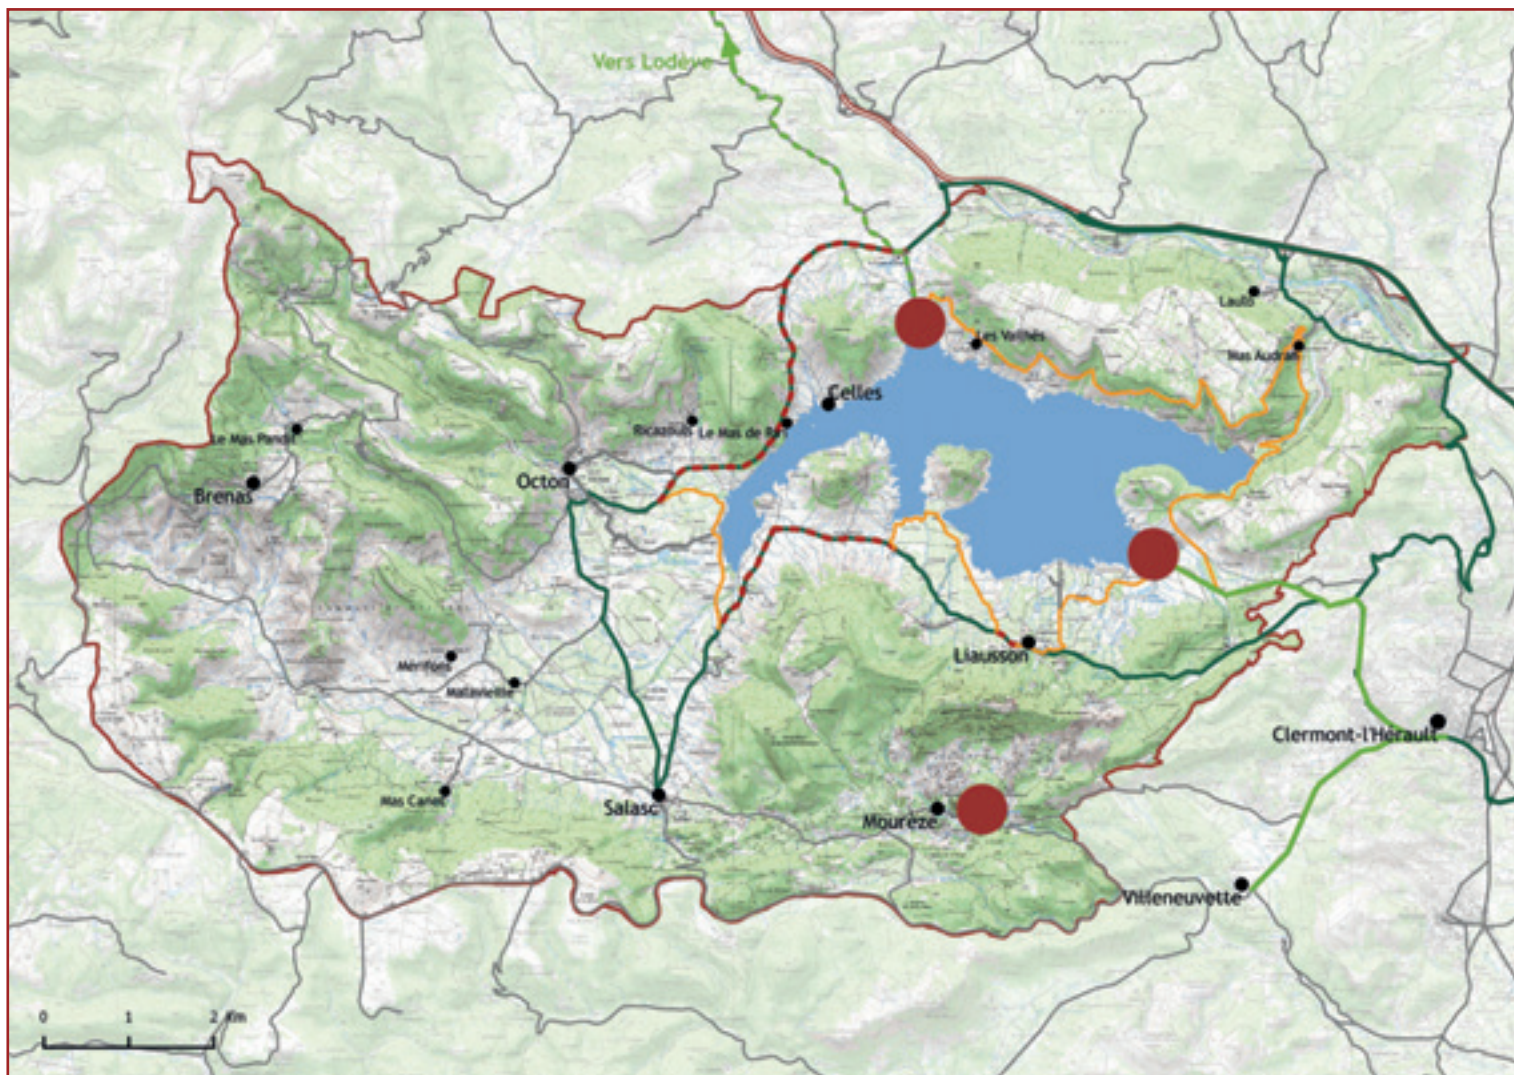 Vers Lodève
Laulo
Les Vailhés
Mas Audran
Celles
Ricazouls
Le Mas de Riri
Le Mas Pandit
Octon
Brenas
Mérifons
Malavieille
Liausson
Clermont-l'Hérault
Mas Canet
Salasc
Mourèze
Villeneuvette
0 1 2 Km